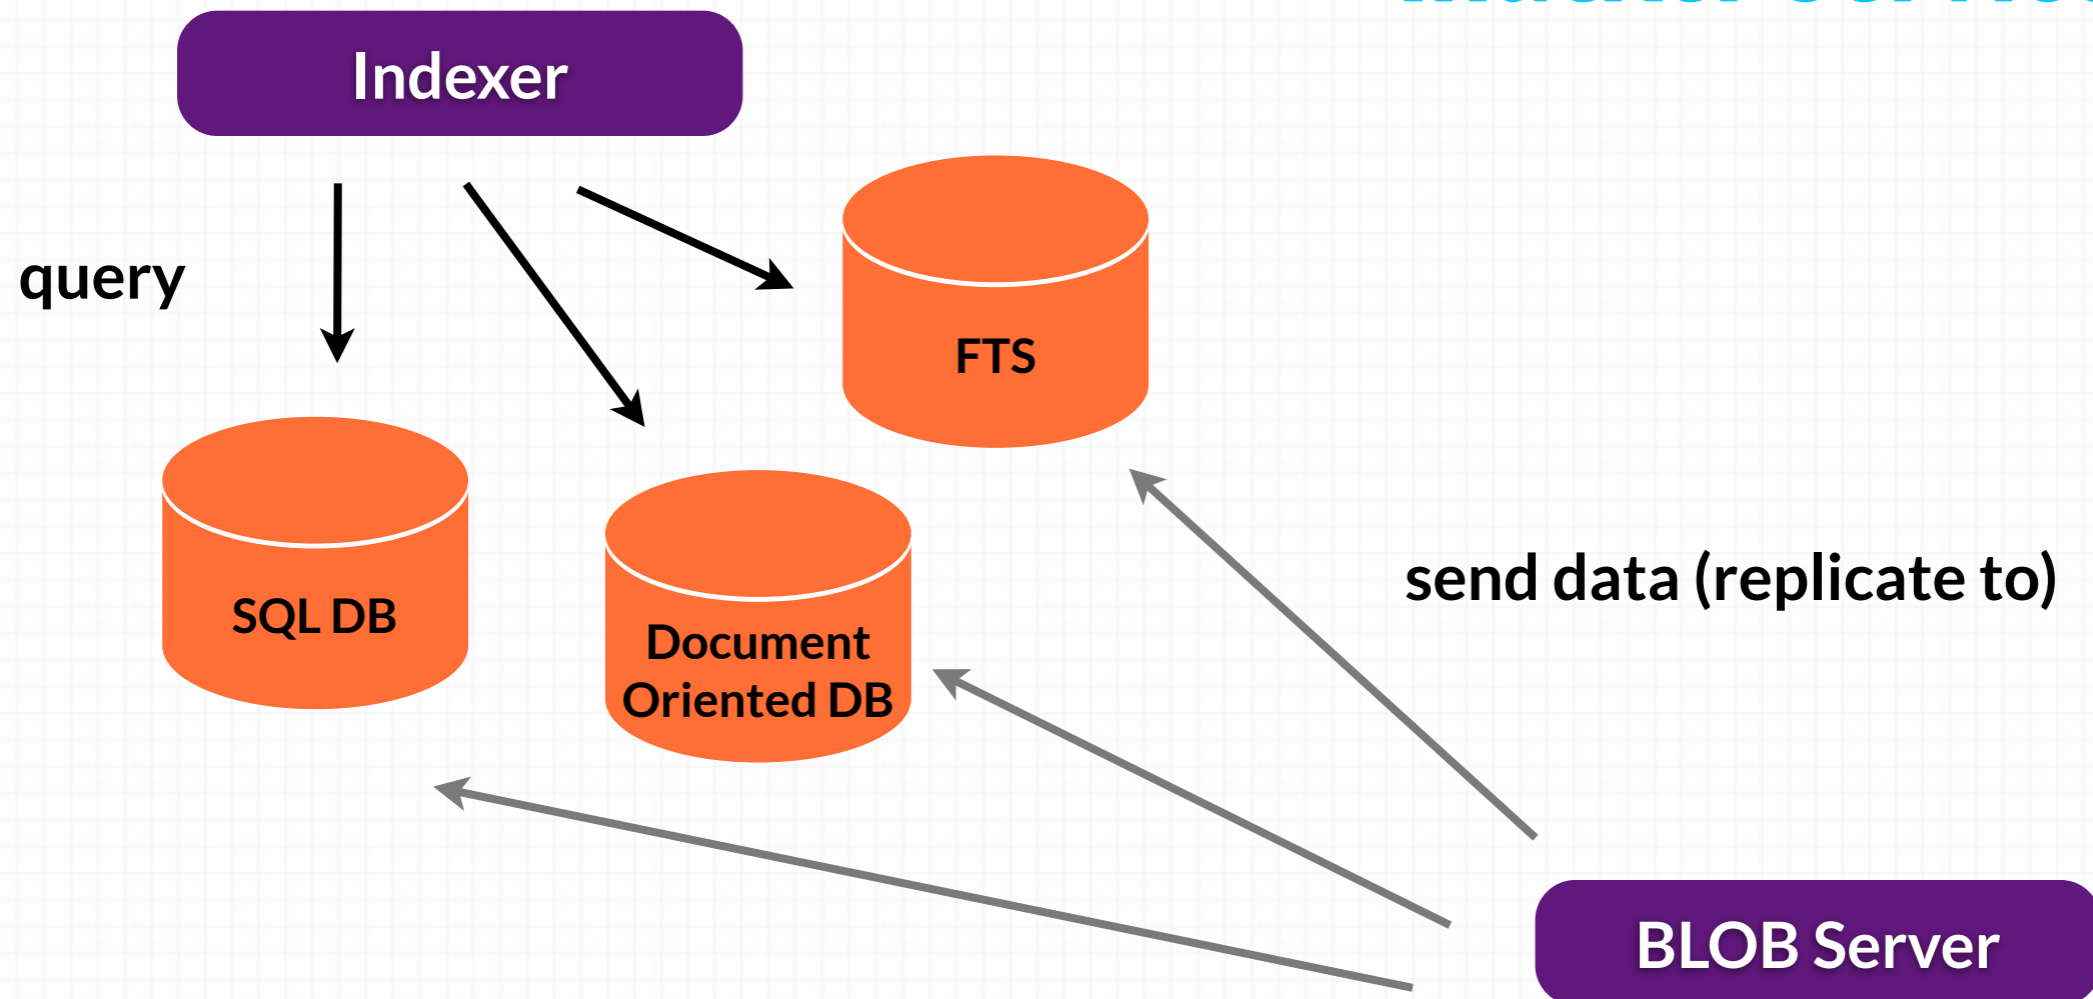 Indexer
query
FTS
SQL DB
Document
Oriented DB
send data (replicate to)
BLOB Server